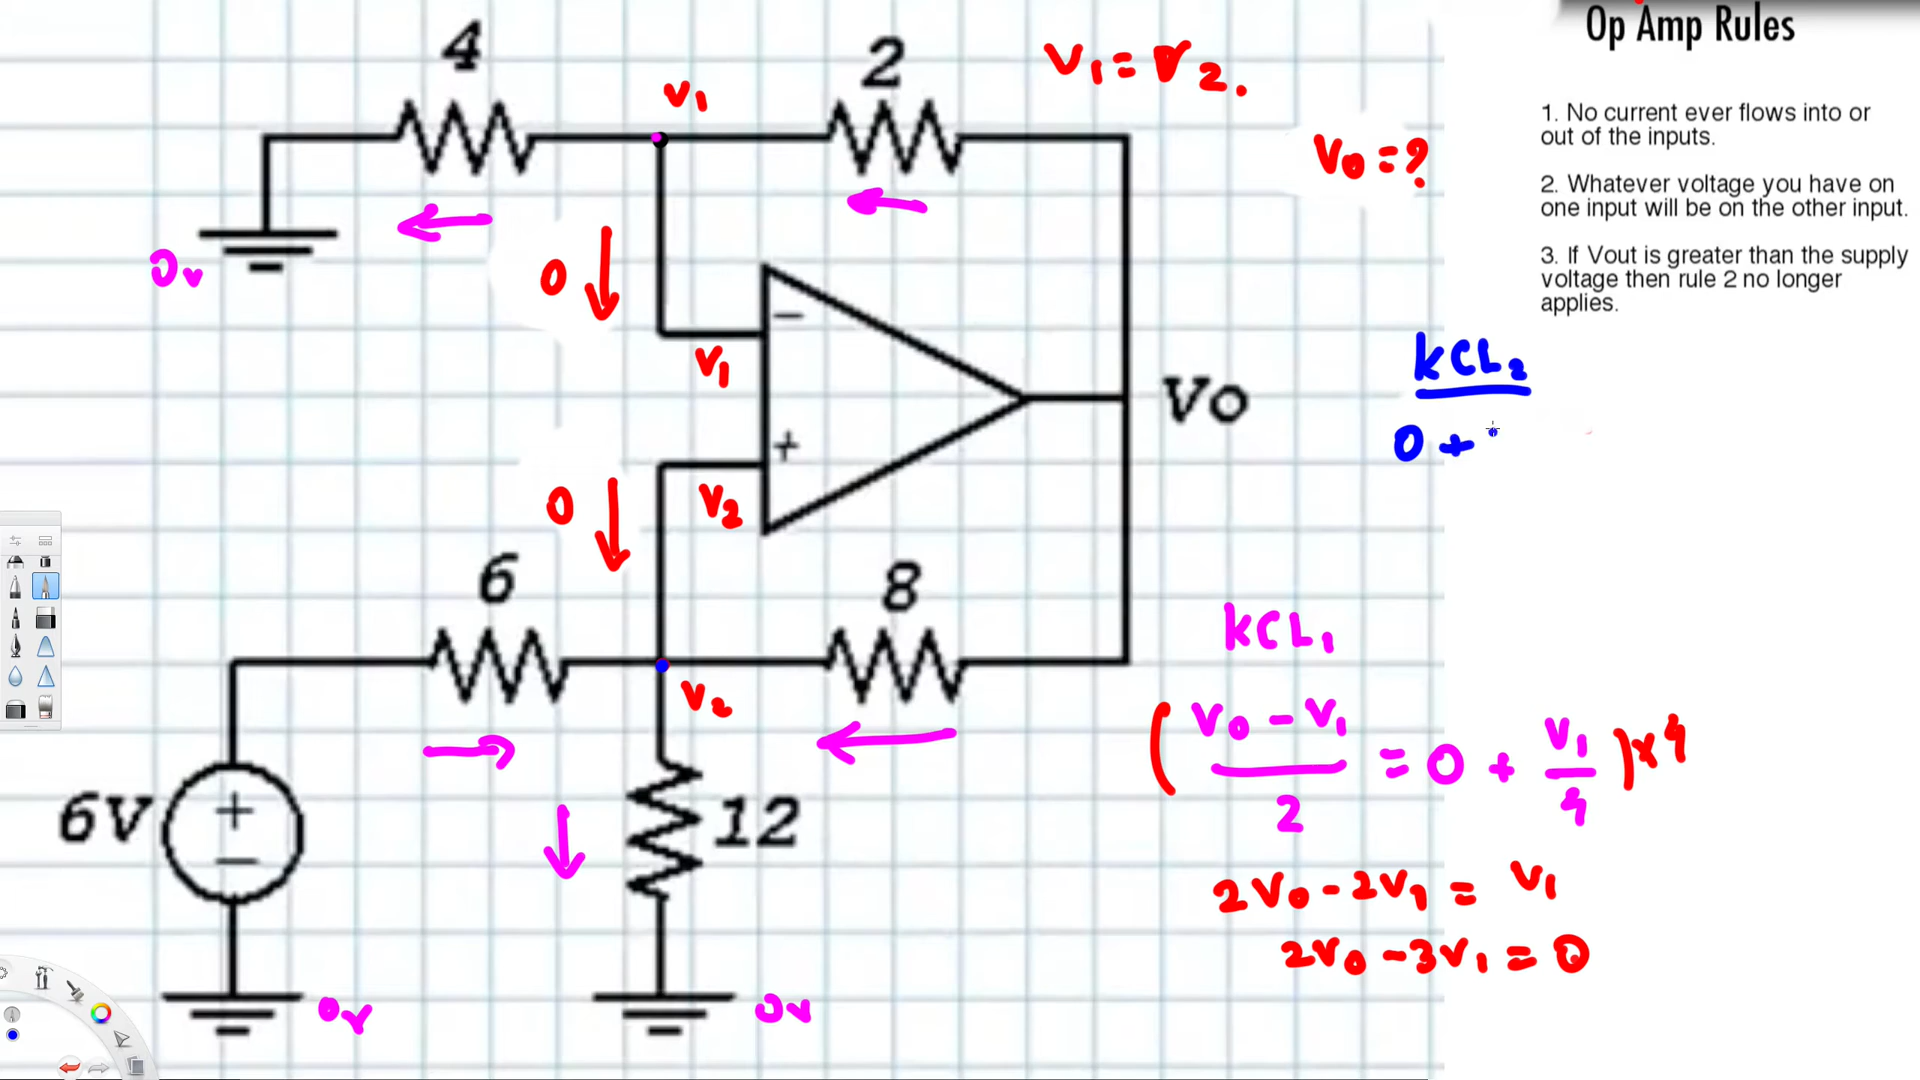 Op Amp Rules
1. No current ever flows into or
out of the inputs.
2. Whatever voltage you have on
one input will be on the other input.
3. If Vout is greater than the supply
voltage then rule 2 no longer
applies.
4
2
V1 = V2.
V1
Vo = ?
0v
0
−
V1
+
V2
0
Vo
KCL2
0 +
6
8
V2
6V
+
−
12
0v
0v
KCL1
( Vo − V1 / 2 = 0 + V1 / 4 ) x 4
2Vo − 2V1 = V1
2Vo − 3V1 = 0